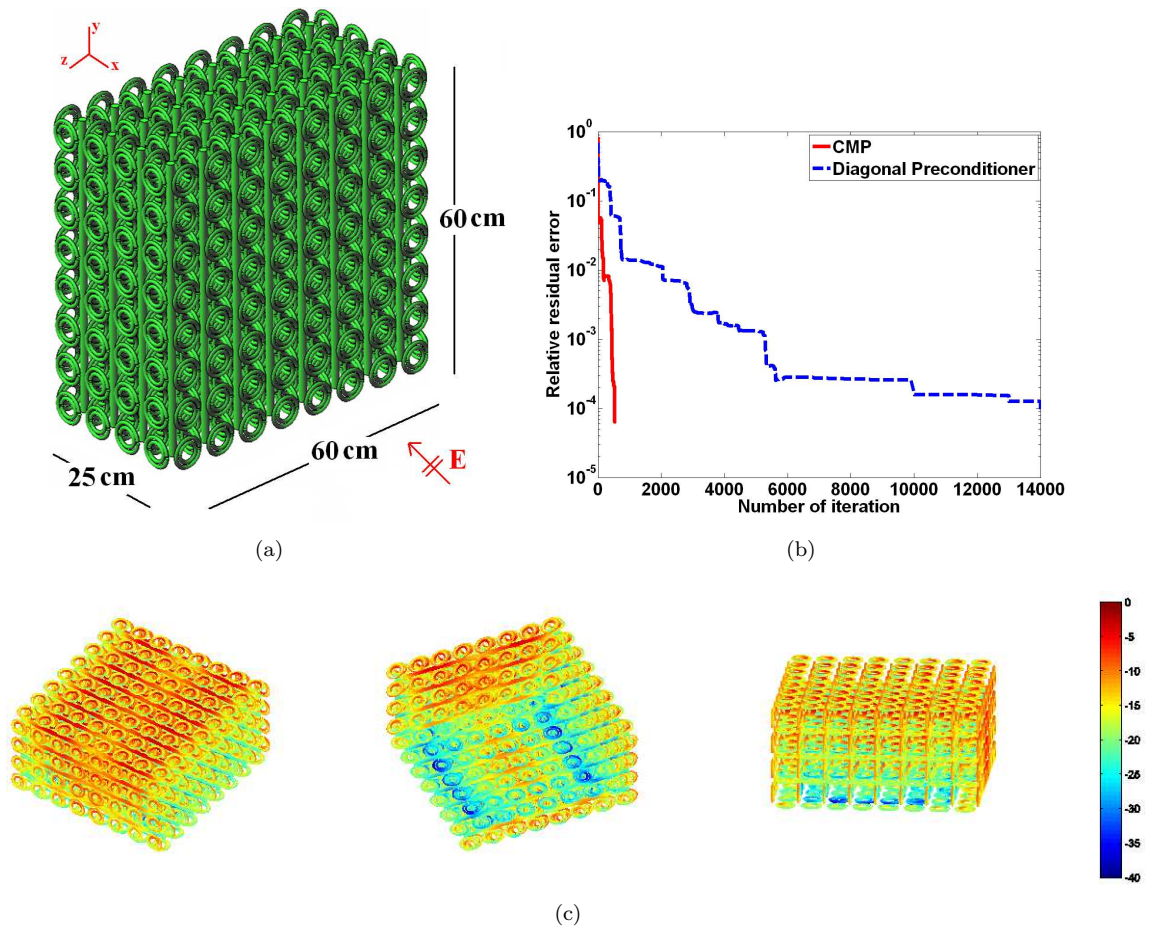 y
z
x
60 cm
60 cm
25 cm
E
(a)
10^0
10^-1
10^-2
10^-3
10^-4
10^-5
Relative residual error
CMP
Diagonal Preconditioner
0 2000 4000 6000 8000 10000 12000 14000
Number of iteration
(b)
0
-5
-10
-15
-20
-25
-30
-35
-40
(c)